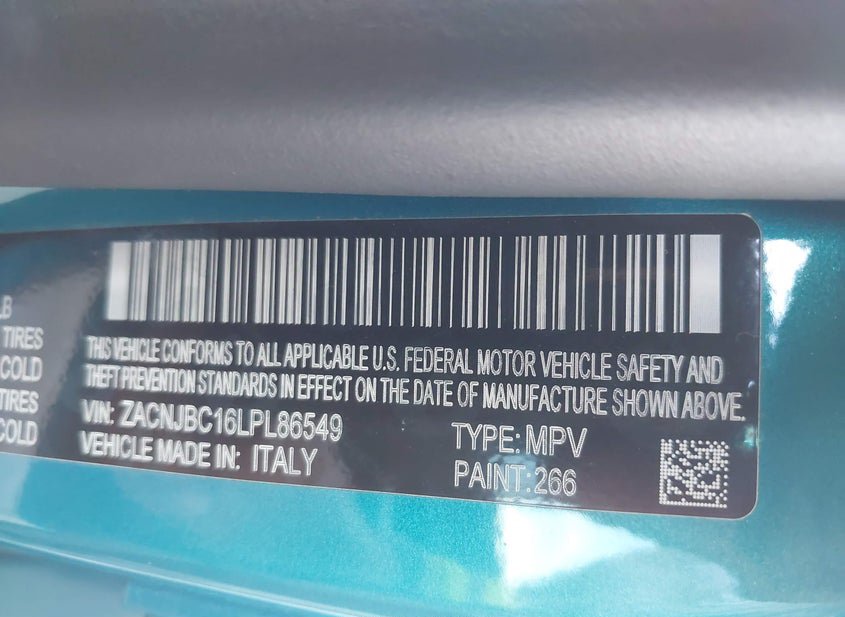 LB
TIRES
COLD
TIRES
COLD
THIS VEHICLE CONFORMS TO ALL APPLICABLE U.S. FEDERAL MOTOR VEHICLE SAFETY AND
THEFT PREVENTION STANDARDS IN EFFECT ON THE DATE OF MANUFACTURE SHOWN ABOVE.
VIN: ZACNJBC16LPL86549
TYPE: MPV
VEHICLE MADE IN: ITALY
PAINT: 266